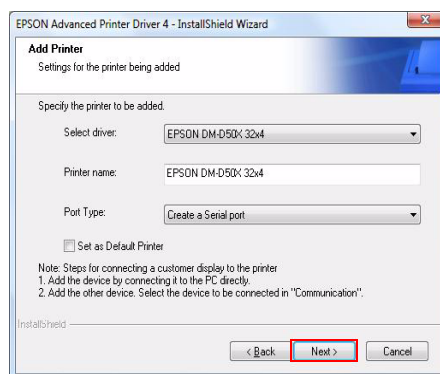 EPSON Advanced Printer Driver 4 - InstallShield Wizard
Add Printer
Settings for the printer being added
Specify the printer to be added.
Select driver: EPSON DM-D50X 32x4
Printer name: EPSON DM-D50X 32x4
Port Type: Create a Serial port
Set as Default Printer
Note: Steps for connecting a customer display to the printer
1. Add the device by connecting it to the PC directly.
2. Add the other device. Select the device to be connected in "Communication".
InstallShield
< Back Next > Cancel